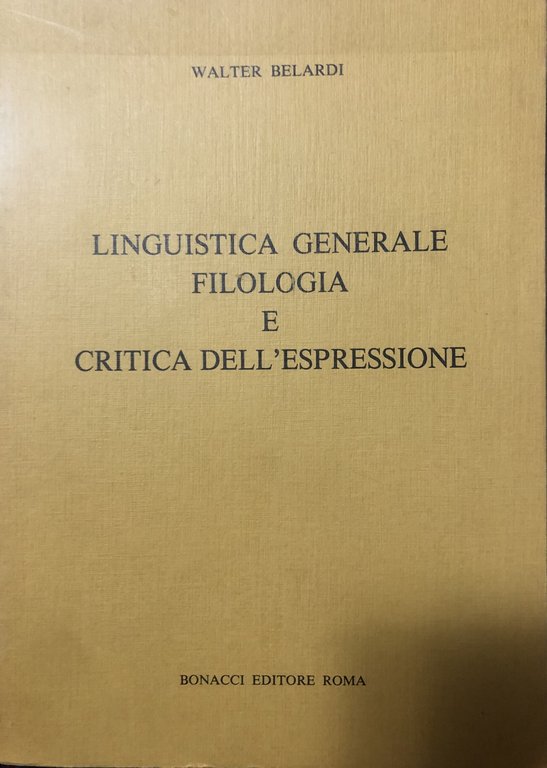 WALTER BELARDI
LINGUISTICA GENERALE
FILOLOGIA
E
CRITICA DELL'ESPRESSIONE
BONACCI EDITORE ROMA